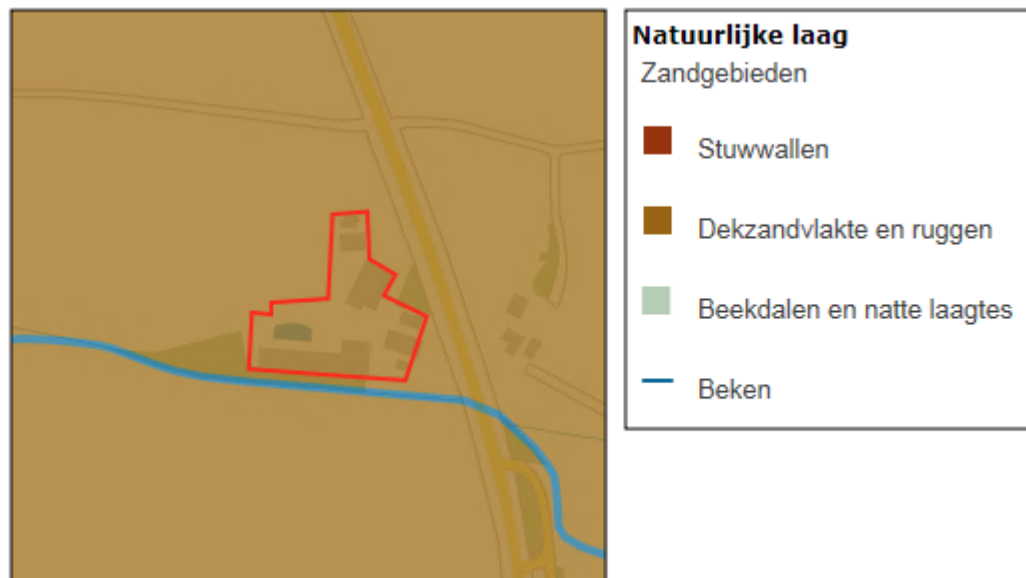 Natuurlijke laag
Zandgebieden
Stuwwallen
Dekzandvlakte en ruggen
Beekdalen en natte laagtes
Beken